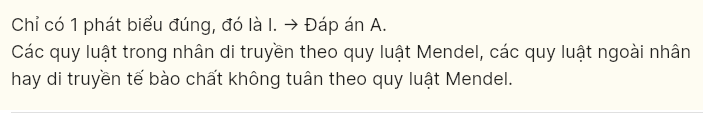 Chỉ có 1 phát biểu đúng, đó là I. → Đáp án A.
Các quy luật trong nhân di truyền theo quy luật Mendel, các quy luật ngoài nhân
hay di truyền tế bào chất không tuân theo quy luật Mendel.